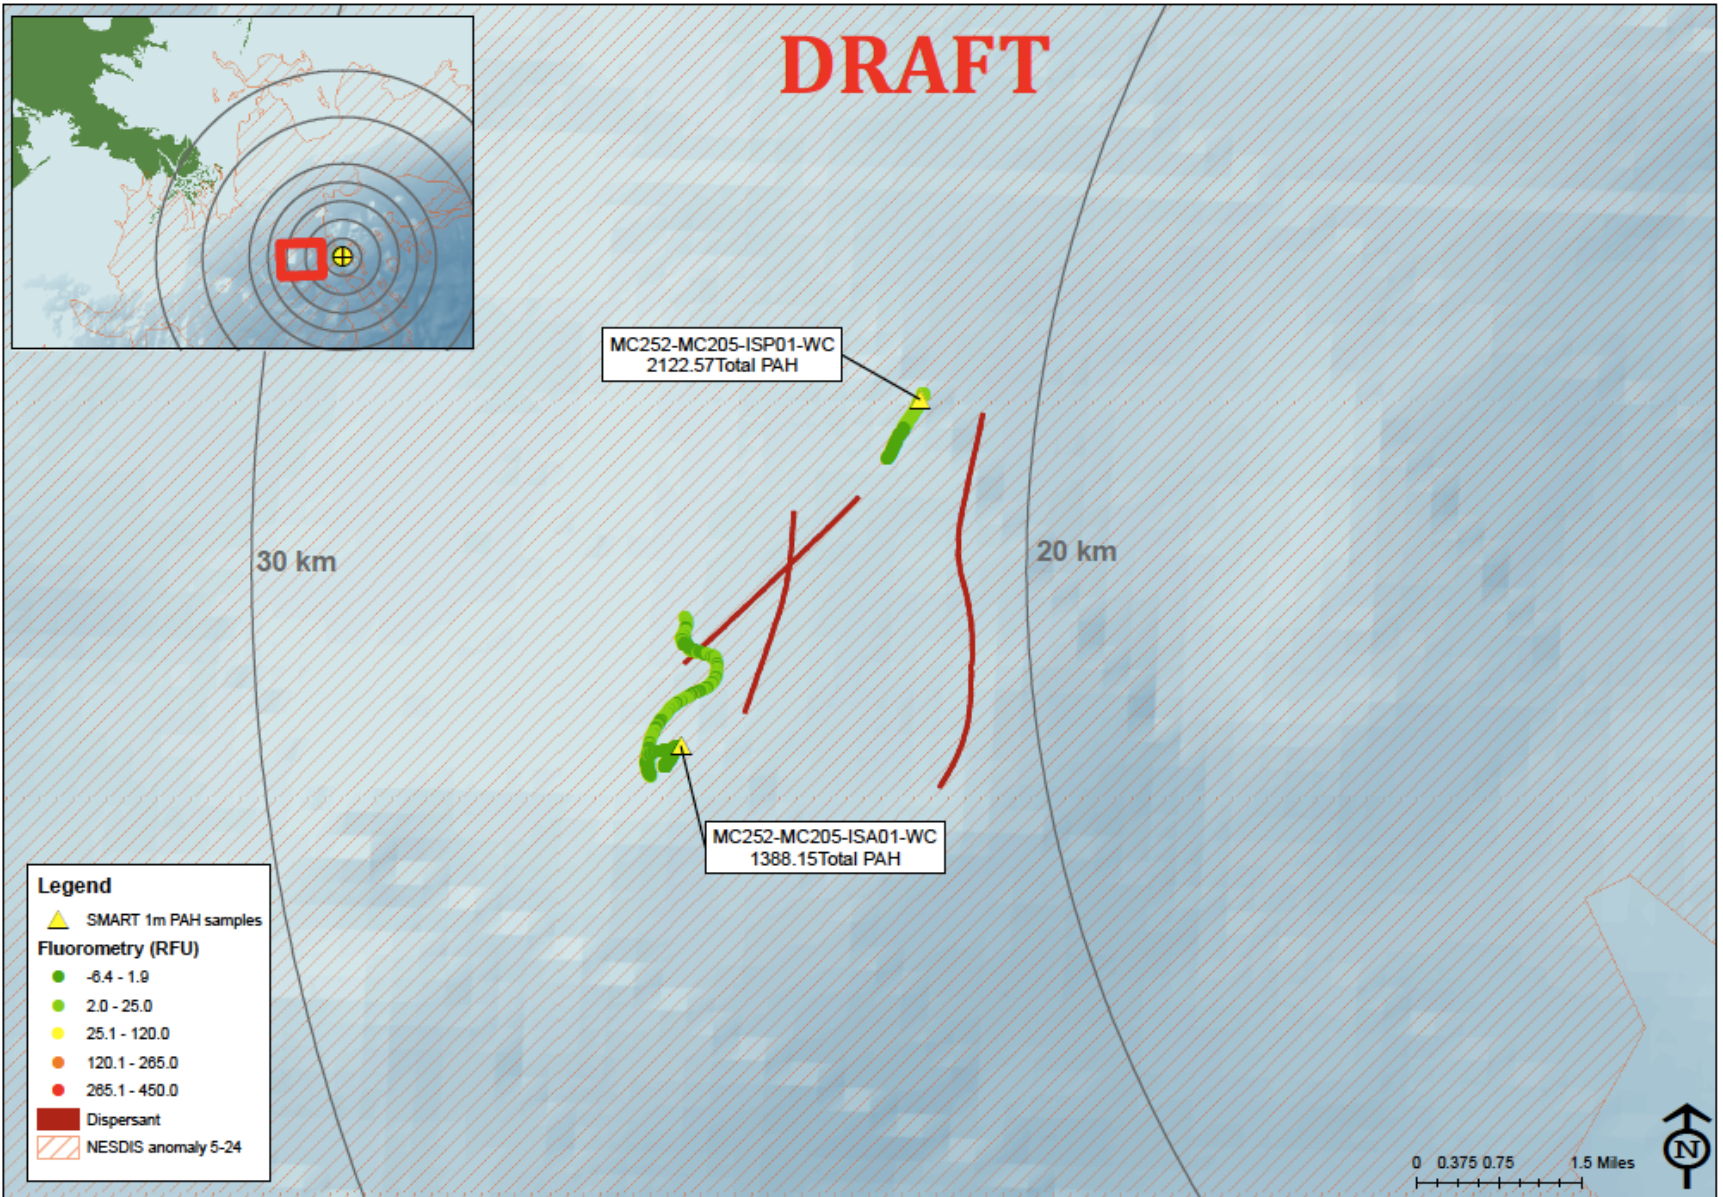 DRAFT
MC252-MC205-ISP01-WC
2122.57Total PAH
30 km
20 km
MC252-MC205-ISA01-WC
1388.15Total PAH
Legend
SMART 1m PAH samples
Fluorometry (RFU)
-6.4 - 1.9
2.0 - 25.0
25.1 - 120.0
120.1 - 265.0
265.1 - 450.0
Dispersant
NESDIS anomaly 5-24
0 0.375 0.75 1.5 Miles
N